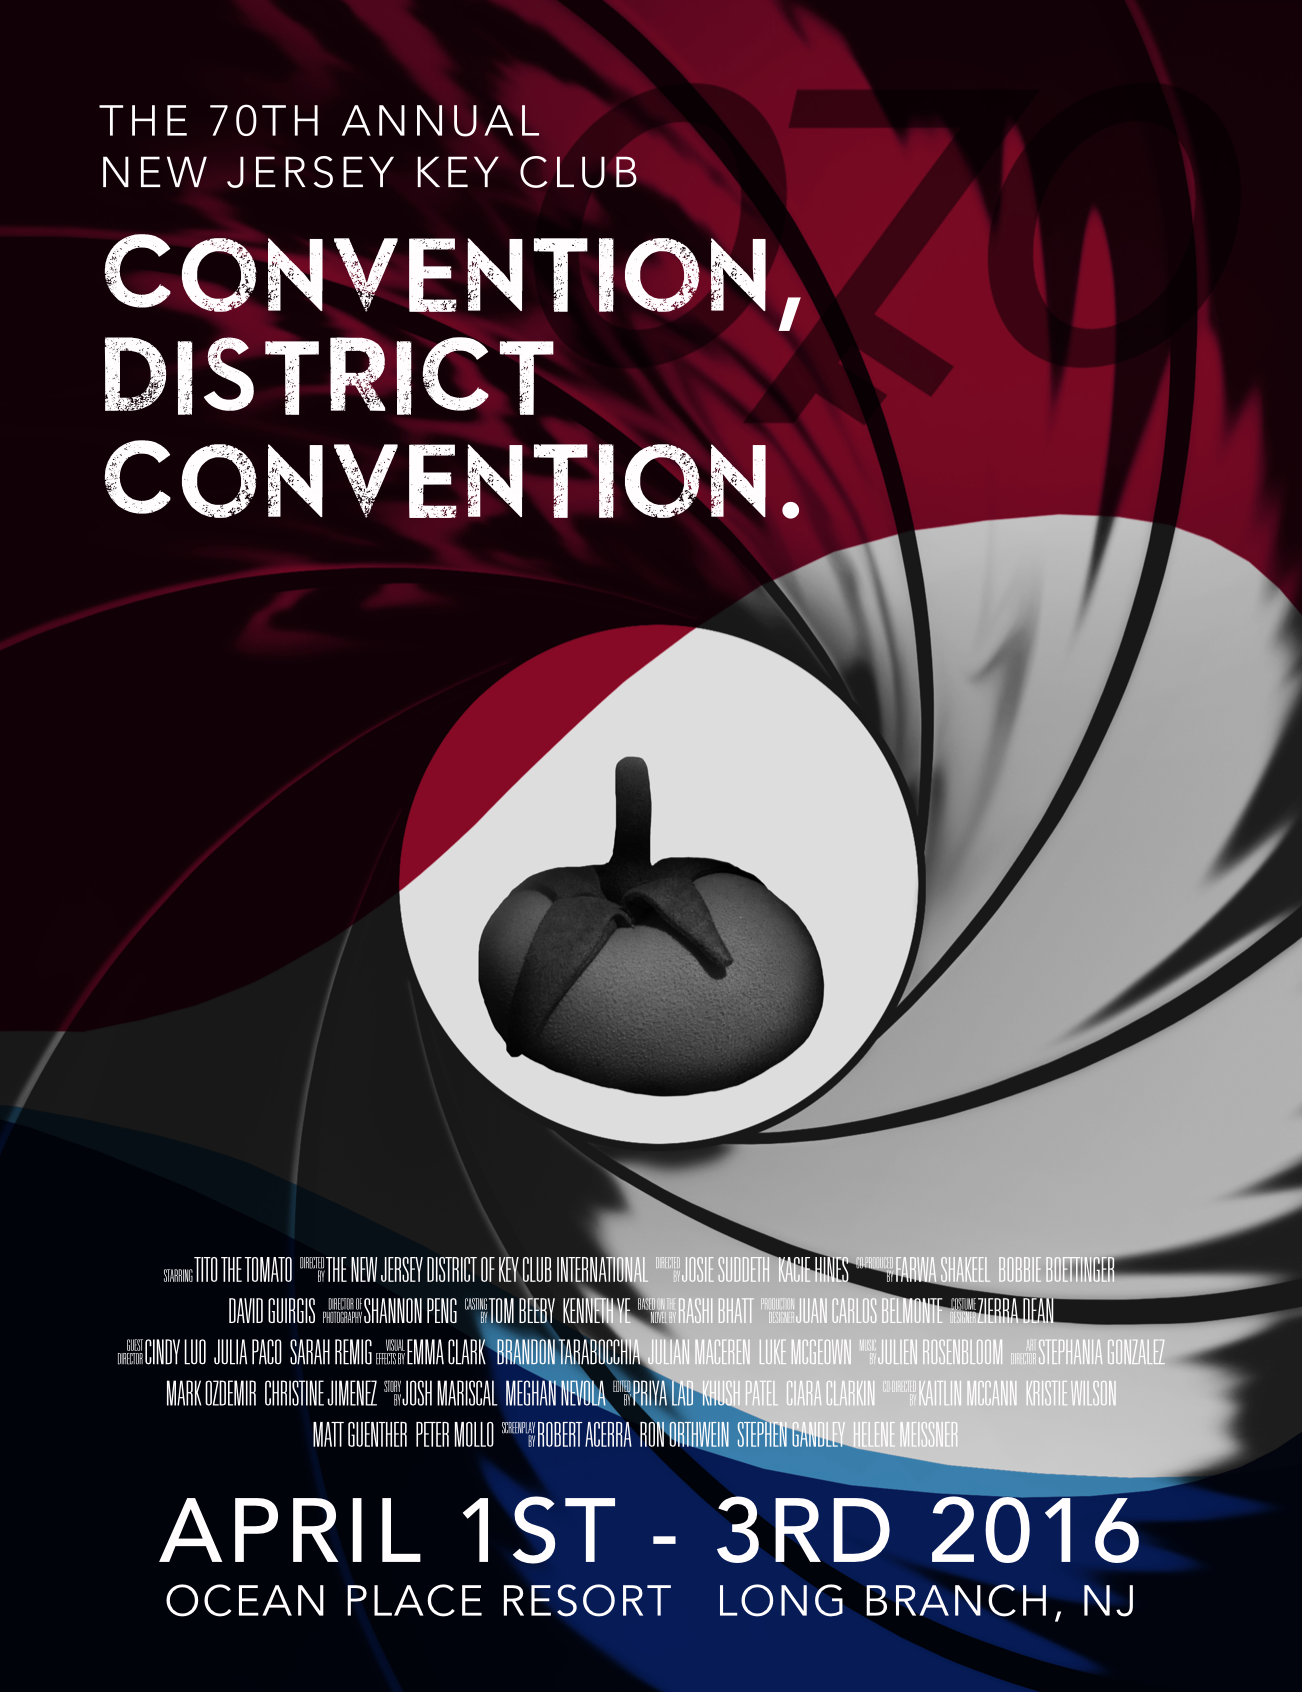 THE 70TH ANNUAL
NEW JERSEY KEY CLUB
070
CONVENTION,
DISTRICT
CONVENTION.
STARRING TITO THE TOMATO DIRECTED BY THE NEW JERSEY DISTRICT OF KEY CLUB INTERNATIONAL DIRECTED BY JOSIE SUDDETH KACIE HINES CO-PRODUCED BY FARWA SHAKEEL BOBBIE BOETTINGER
DAVID GUIRGIS DIRECTOR OF PHOTOGRAPHY SHANNON PENG CASTING BY TOM BEEBY KENNETH YE BASED ON THE NOVEL BY RASHI BHATT PRODUCTION DESIGNER JUAN CARLOS BELMONTE COSTUME DESIGNER ZIERRA DEAN
GUEST DIRECTOR CINDY LUO JULIA PACO SARAH REMIG VISUAL EFFECTS BY EMMA CLARK BRANDON TARABOCCHIA JULIAN MACEREN LUKE MCGEOWN MUSIC BY JULIEN ROSENBLOOM ART DIRECTOR STEPHANIA GONZALEZ
MARK OZDEMIR CHRISTINE JIMENEZ STORY BY JOSH MARISCAL MEGHAN NEVOLA EDITED BY PRIYA LAD KHUSH PATEL CIARA CLARKIN CO-DIRECTED BY KAITLIN MCCANN KRISTIE WILSON
MATT GUENTHER PETER MOLLO SCREENPLAY BY ROBERT ACERRA RON ORTHWEIN STEPHEN GANDLEY HELENE MEISSNER
APRIL 1ST - 3RD 2016
OCEAN PLACE RESORT LONG BRANCH, NJ